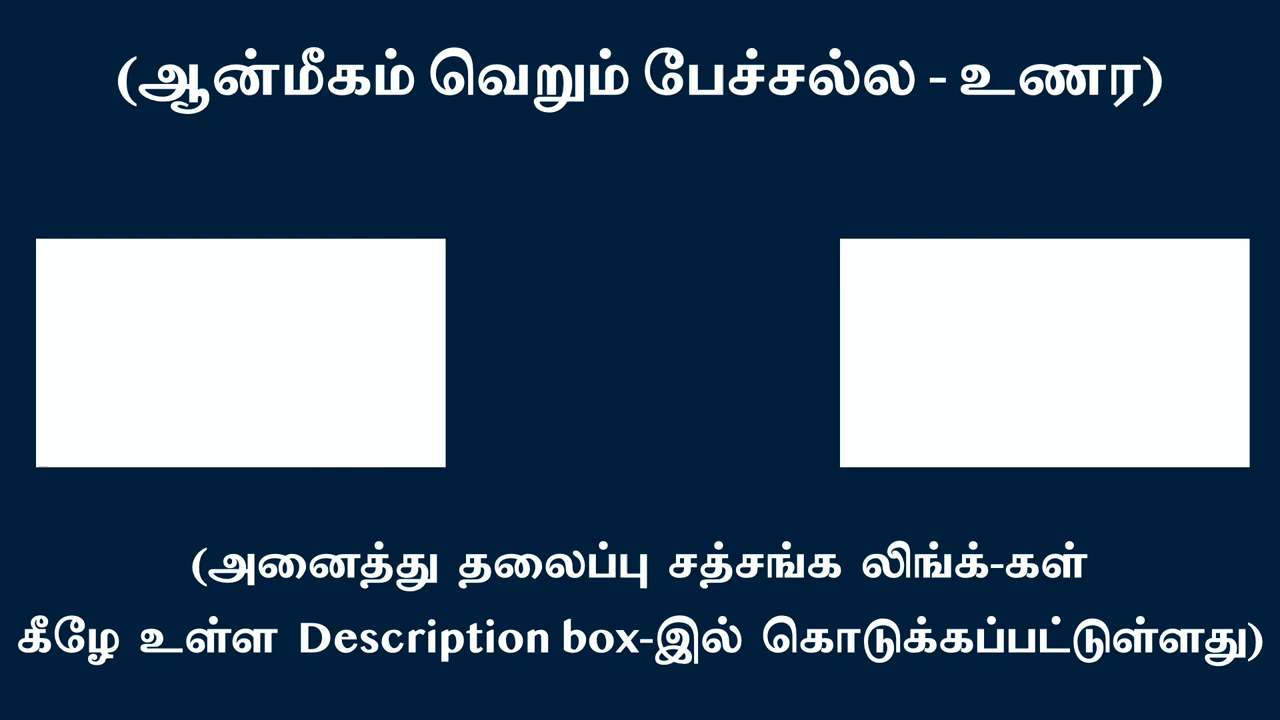 (ஆன்மீகம் வெறும் பேச்சல்ல - உணர)
(அனைத்து தலைப்பு சத்சங்க லிங்க்-கள்
கீழே உள்ள Description box-இல் கொடுக்கப்பட்டுள்ளது)